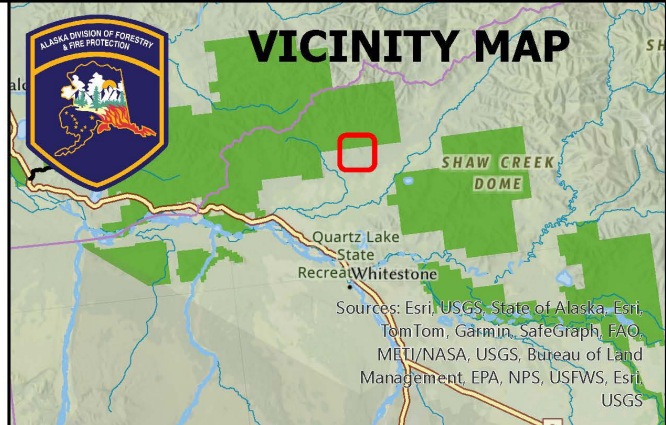 ALASKA DIVISION OF FORESTRY
& FIRE PROTECTION
VICINITY MAP
SH
ald
SHAW CREEK
DOME
Quartz Lake
State
Recreat
Whitestone
Sources: Esri, USGS, State of Alaska, Esri,
TomTom, Garmin, SafeGraph, FAO,
METI/NASA, USGS, Bureau of Land
Management, EPA, NPS, USFWS, Esri,
USGS